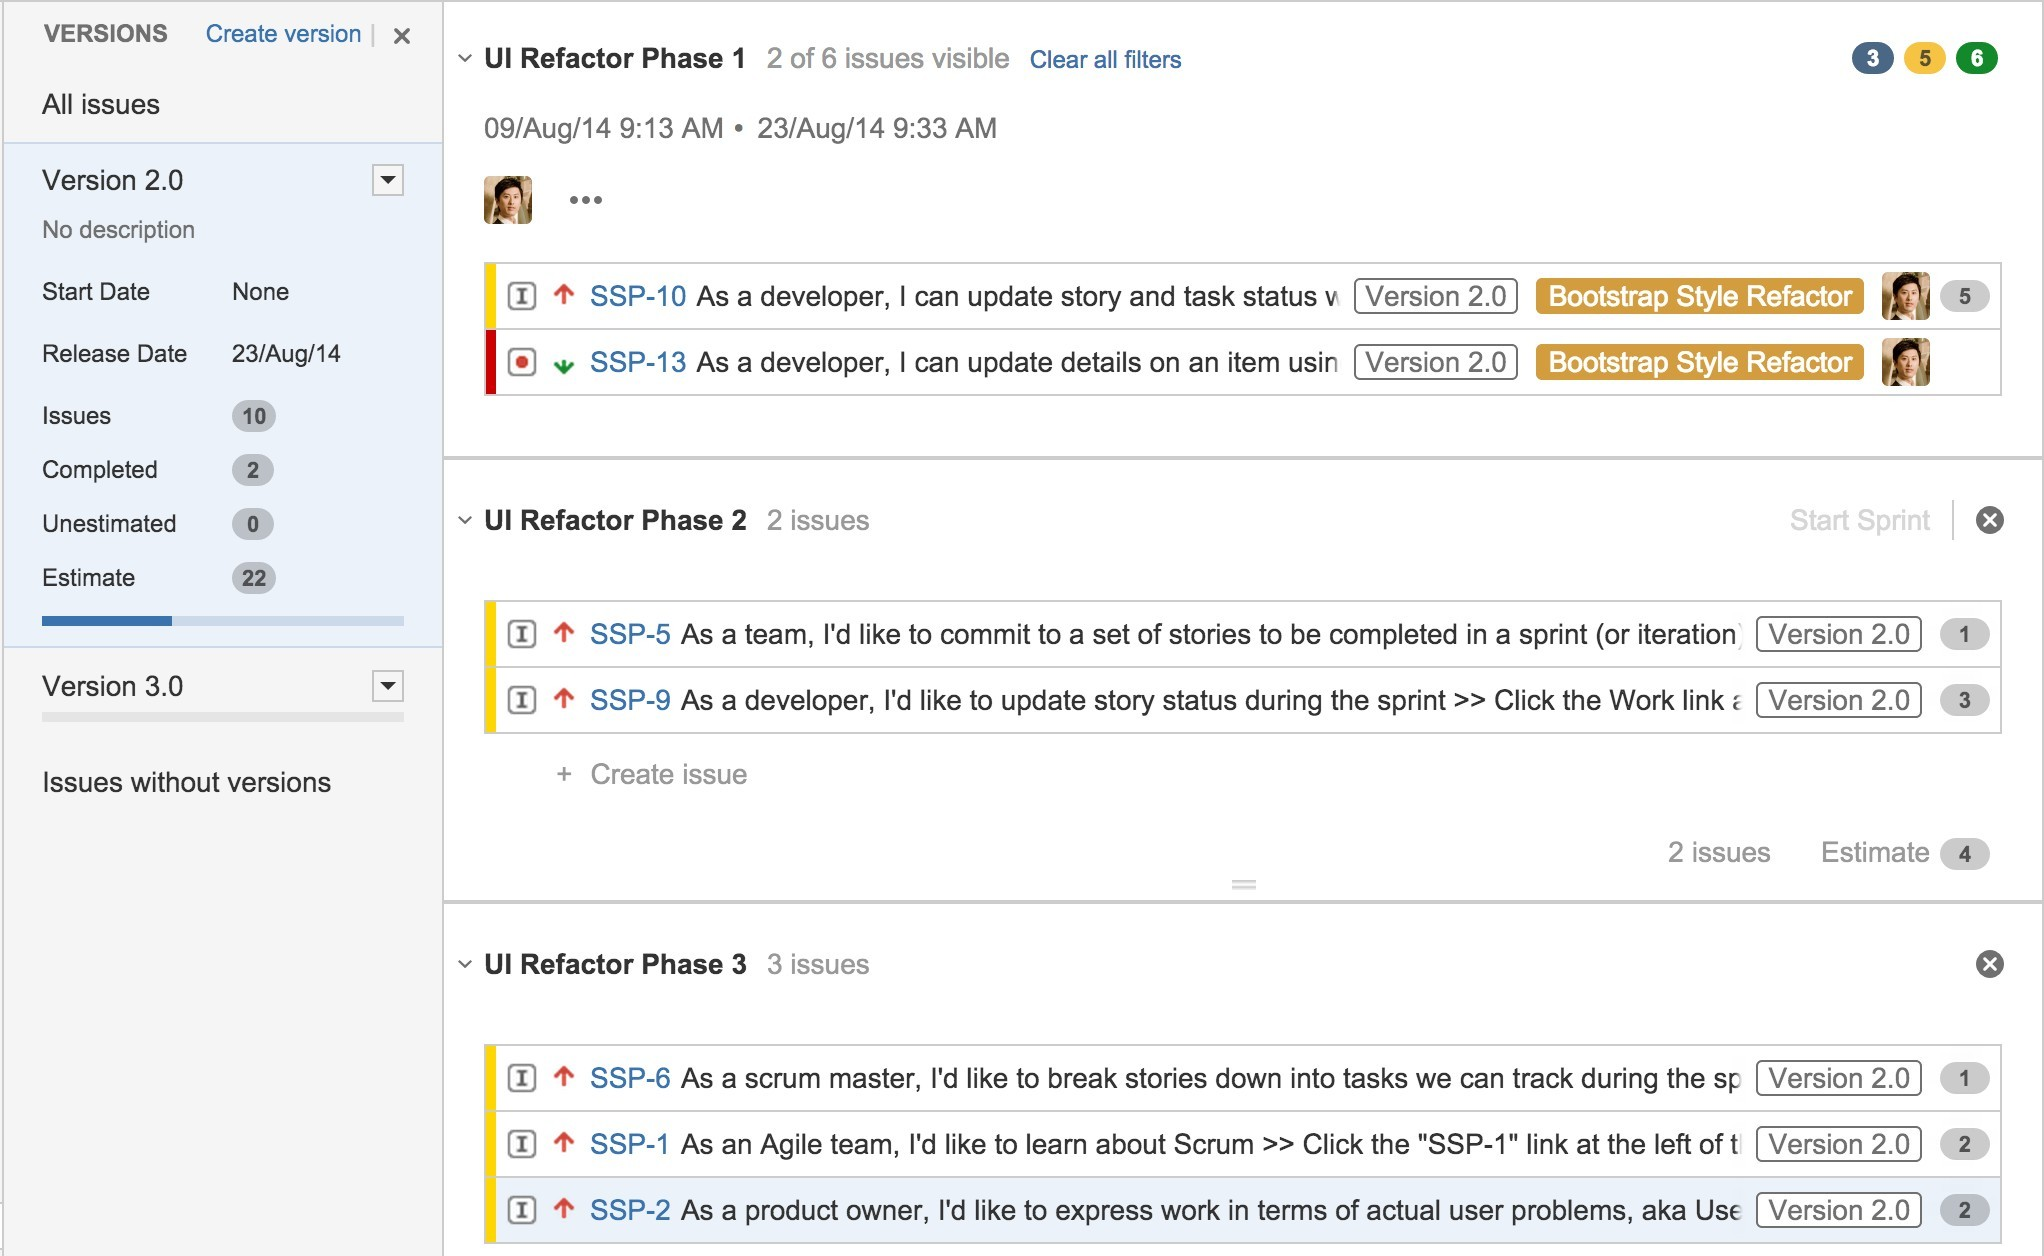 VERSIONS Create version
All issues
Version 2.0
No description
Start Date None
Release Date 23/Aug/14
Issues 10
Completed 2
Unestimated 0
Estimate 22
Version 3.0
Issues without versions
UI Refactor Phase 1 2 of 6 issues visible Clear all filters 3 5 6
09/Aug/14 9:13 AM • 23/Aug/14 9:33 AM
•••
SSP-10 As a developer, I can update story and task status w Version 2.0 Bootstrap Style Refactor 5
SSP-13 As a developer, I can update details on an item usin Version 2.0 Bootstrap Style Refactor
UI Refactor Phase 2 2 issues Start Sprint
SSP-5 As a team, I'd like to commit to a set of stories to be completed in a sprint (or iteration) Version 2.0 1
SSP-9 As a developer, I'd like to update story status during the sprint >> Click the Work link a Version 2.0 3
+ Create issue
2 issues Estimate 4
UI Refactor Phase 3 3 issues
SSP-6 As a scrum master, I'd like to break stories down into tasks we can track during the sp Version 2.0 1
SSP-1 As an Agile team, I'd like to learn about Scrum >> Click the "SSP-1" link at the left of t Version 2.0 2
SSP-2 As a product owner, I'd like to express work in terms of actual user problems, aka Use Version 2.0 2